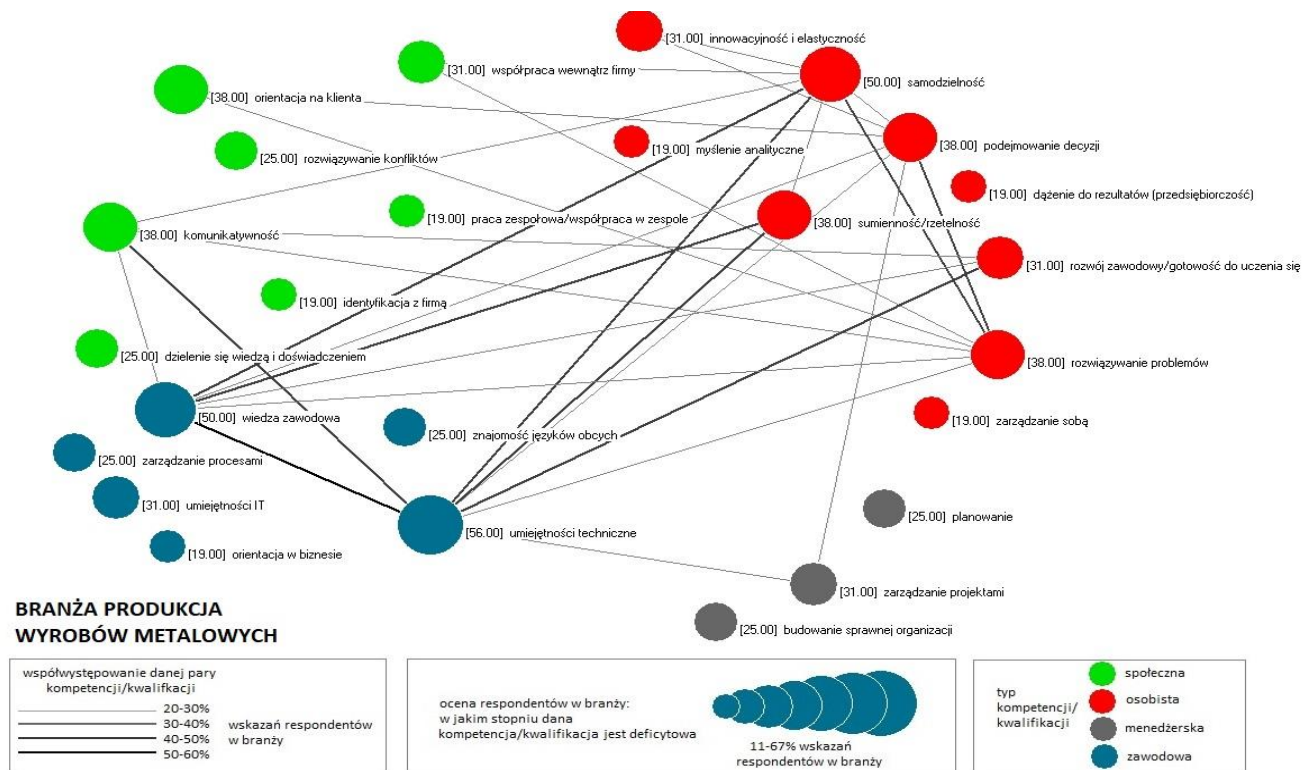 [31.00] innowacyjność i elastyczność
[31.00] współpraca wewnątrz firmy
[50.00] samodzielność
[38.00] orientacja na klienta
[25.00] rozwiązywanie konfliktów
[19.00] myślenie analityczne
[38.00] podejmowanie decyzji
[19.00] dążenie do rezultatów (przedsiębiorczość)
[19.00] praca zespołowa/współpraca w zespole
[38.00] sumienność/rzetelność
[38.00] komunikatywność
[31.00] rozwój zawodowy/gotowość do uczenia się
[19.00] identyfikacja z firmą
[25.00] dzielenie się wiedzą i doświadczeniem
[38.00] rozwiązywanie problemów
[50.00] wiedza zawodowa
[19.00] zarządzanie sobą
[25.00] znajomość języków obcych
[25.00] zarządzanie procesami
[31.00] umiejętności IT
[25.00] planowanie
[56.00] umiejętności techniczne
[19.00] orientacja w biznesie
[31.00] zarządzanie projektami
[25.00] budowanie sprawnej organizacji
BRANŻA PRODUKCJA
WYROBÓW METALOWYCH
współwystępowanie danej pary
kompetencji/kwalifkacji
20-30%
30-40%
40-50%
50-60%
wskazań respondentów
w branży
ocena respondentów w branży:
w jakim stopniu dana
kompetencja/kwalifikacja jest deficytowa
11-67% wskazań
respondentów w branży
typ
kompetencji/
kwalifikacji
społeczna
osobista
menedżerska
zawodowa